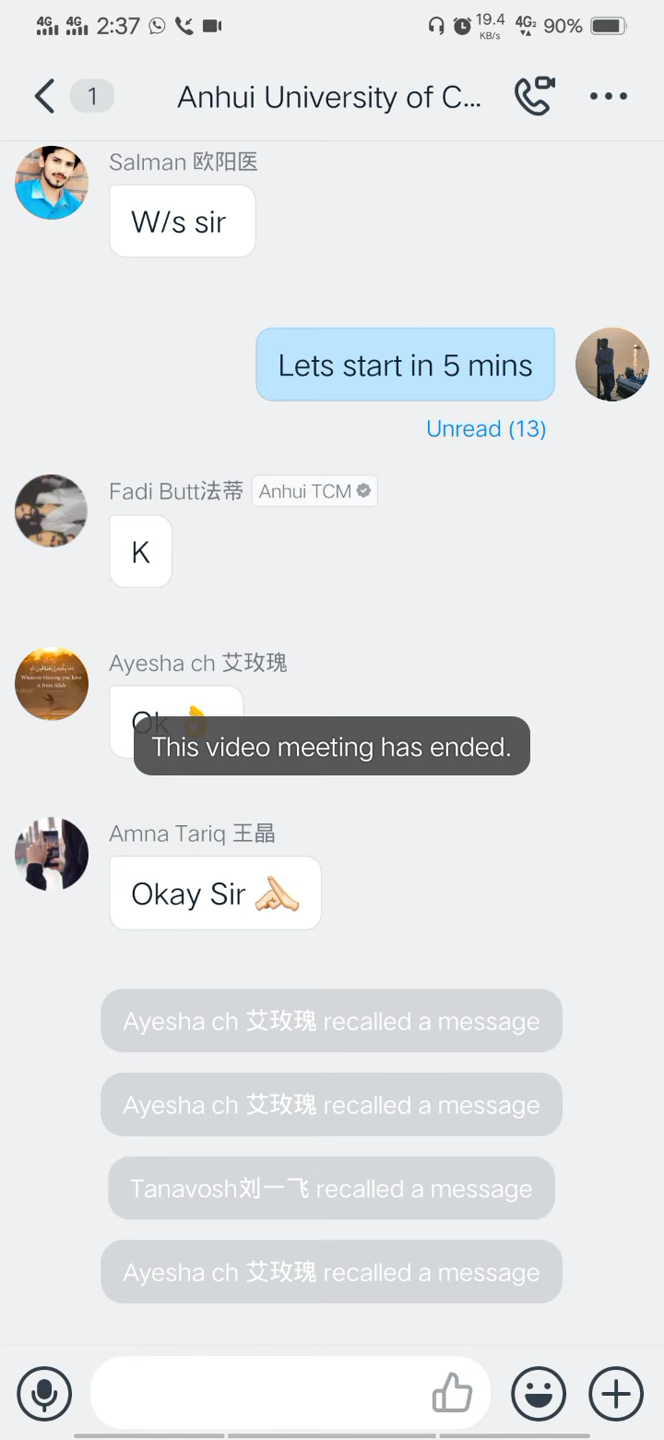 4G 4G 2:37 19.4 KB/s 4G2 90%
1 Anhui University of C...
Salman 欧阳医
W/s sir
Lets start in 5 mins
Unread (13)
Fadi Butt法蒂 Anhui TCM
K
Ayesha ch 艾玫瑰
Ok 👌
This video meeting has ended.
Amna Tariq 王晶
Okay Sir
Ayesha ch 艾玫瑰 recalled a message
Ayesha ch 艾玫瑰 recalled a message
Tanavosh刘一飞 recalled a message
Ayesha ch 艾玫瑰 recalled a message